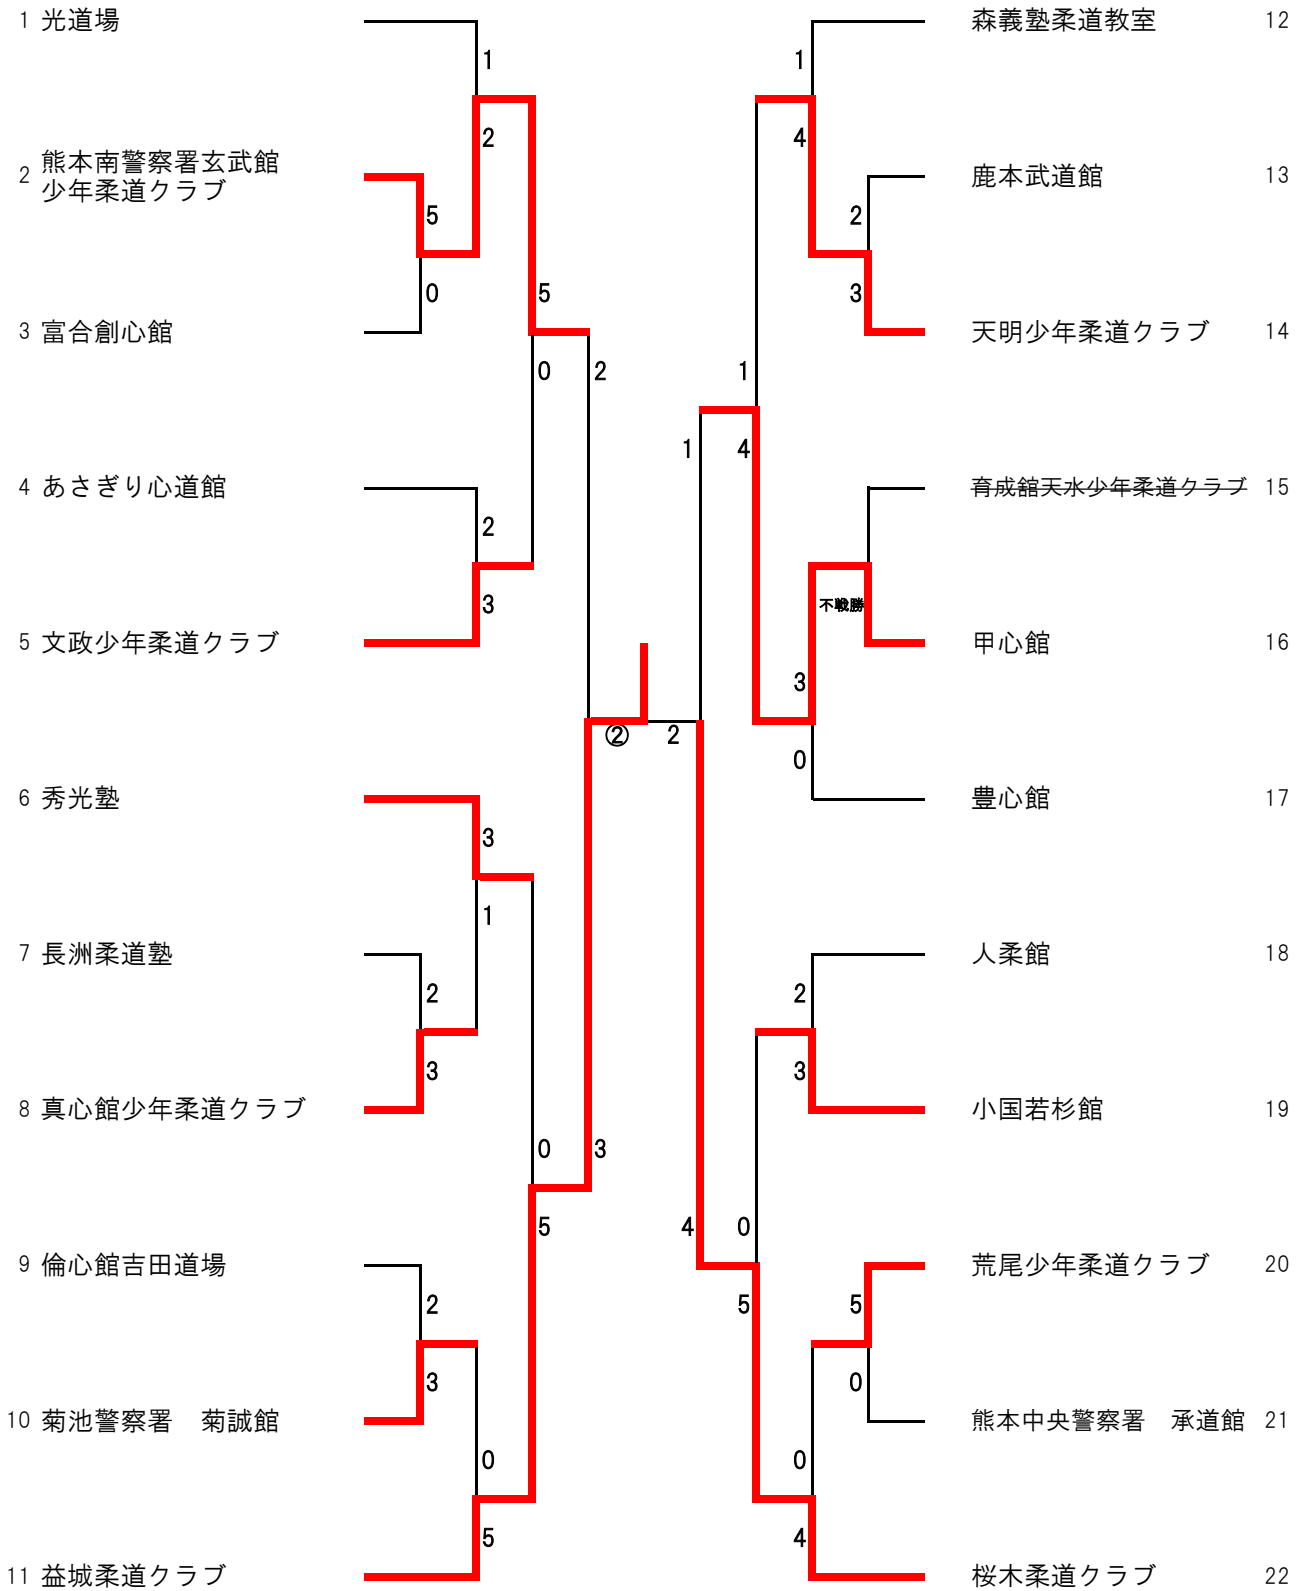 1 光道場
1
2
2 熊本南警察署玄武館
少年柔道クラブ
5
0
5
3 富合創心館
0
2
4 あさぎり心道館
2
3
5 文政少年柔道クラブ
②
2
6 秀光塾
3
1
7 長洲柔道塾
2
3
8 真心館少年柔道クラブ
0
3
5
9 倫心館吉田道場
2
3
10 菊池警察署　菊誠館
0
5
11 益城柔道クラブ
森義塾柔道教室 12
1
4
鹿本武道館 13
2
3
天明少年柔道クラブ 14
1
1
4
育成舘天水少年柔道クラブ 15
不戦勝
甲心館 16
3
0
豊心館 17
人柔館 18
2
3
小国若杉館 19
4
0
荒尾少年柔道クラブ 20
5
5
0
熊本中央警察署　承道館 21
0
4
桜木柔道クラブ 22